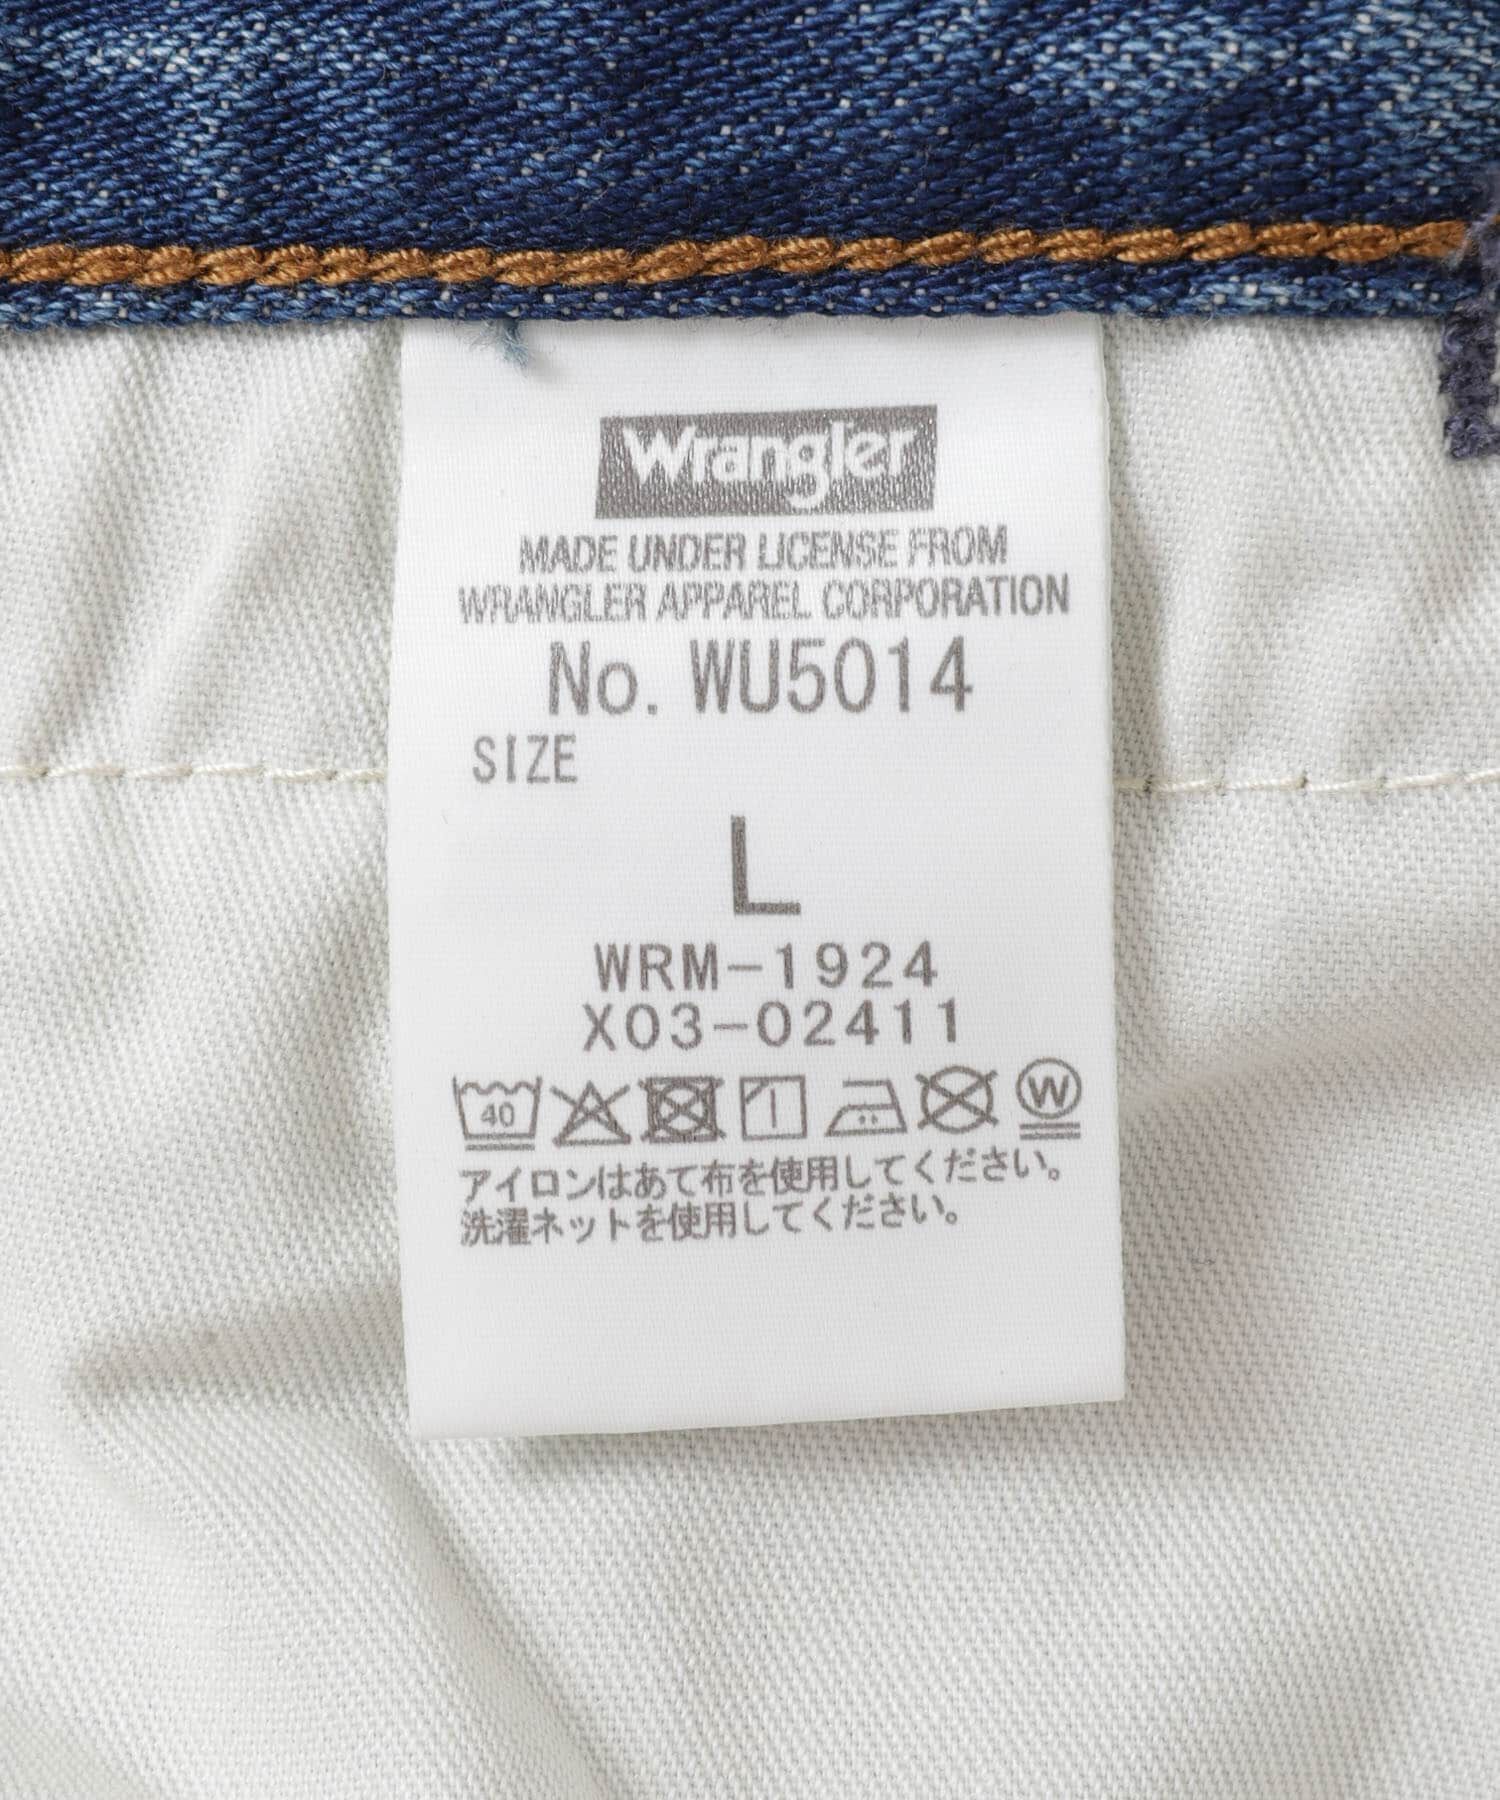 Wrangler
MADE UNDER LICENSE FROM
WRANGLER APPAREL CORPORATION
No. WU5014
SIZE
L
WRM-1924
X03-02411
40 W
アイロンはあて布を使用してください。
洗濯ネットを使用してください。